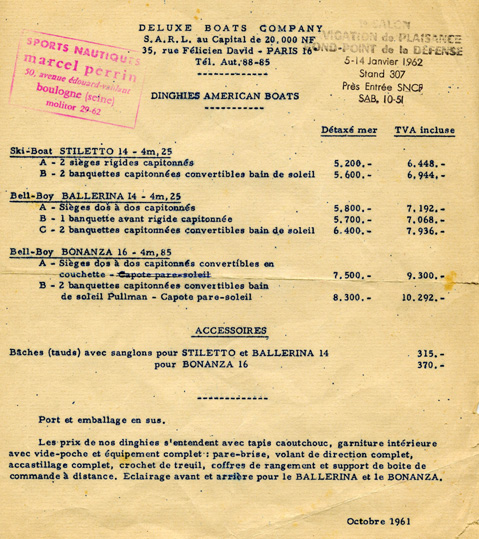 DELUXE BOATS COMPANY
S.A.R.L. au Capital de 20.000 NF
35, rue Félicien David - PARIS 16°
Tél. Aut.'88-85
SPORTS NAUTIQUES
marcel perrin
50, avenue édouard-vaillant
boulogne (seine)
molitor 29-62
SALON
VIGATION de PLAISANCE
OND-POINT de la DÉFENSE
5-14 Janvier 1962
Stand 307
Près Entrée SNCF
SAB. 10-51
DINGHIES AMERICAN BOATS
Détaxé mer TVA incluse
Ski-Boat STILETTO 14 - 4m,25
A - 2 sièges rigides capitonnés 5.200.- 6.448.-
B - 2 banquettes capitonnées convertibles bain de soleil 5.600.- 6.944.-
Bell-Boy BALLERINA 14 - 4m,25
A - Sièges dos à dos capitonnés 5.800.- 7.192.-
B - 1 banquette avant rigide capitonnée 5.700.- 7.068.-
C - 2 banquettes capitonnées convertibles bain de soleil 6.400.- 7.936.-
Bell-Boy BONANZA 16 - 4m,85
A - Sièges dos à dos capitonnés convertibles en
couchette - Capote pare-soleil 7.500.- 9.300.-
B - 2 banquettes capitonnées convertibles bain
de soleil Pullman - Capote pare-soleil 8.300.- 10.292.-
ACCESSOIRES
Bâches (tauds) avec sanglons pour STILETTO et BALLERINA 14 315.-
pour BONANZA 16 370.-
Port et emballage en sus.
Les prix de nos dinghies s'entendent avec tapis caoutchouc, garniture intérieure
avec vide-poche et équipement complet : pare-brise, volant de direction complet,
accastillage complet, crochet de treuil, coffres de rangement et support de boite de
commande à distance. Eclairage avant et arrière pour le BALLERINA et le BONANZA.
Octobre 1961